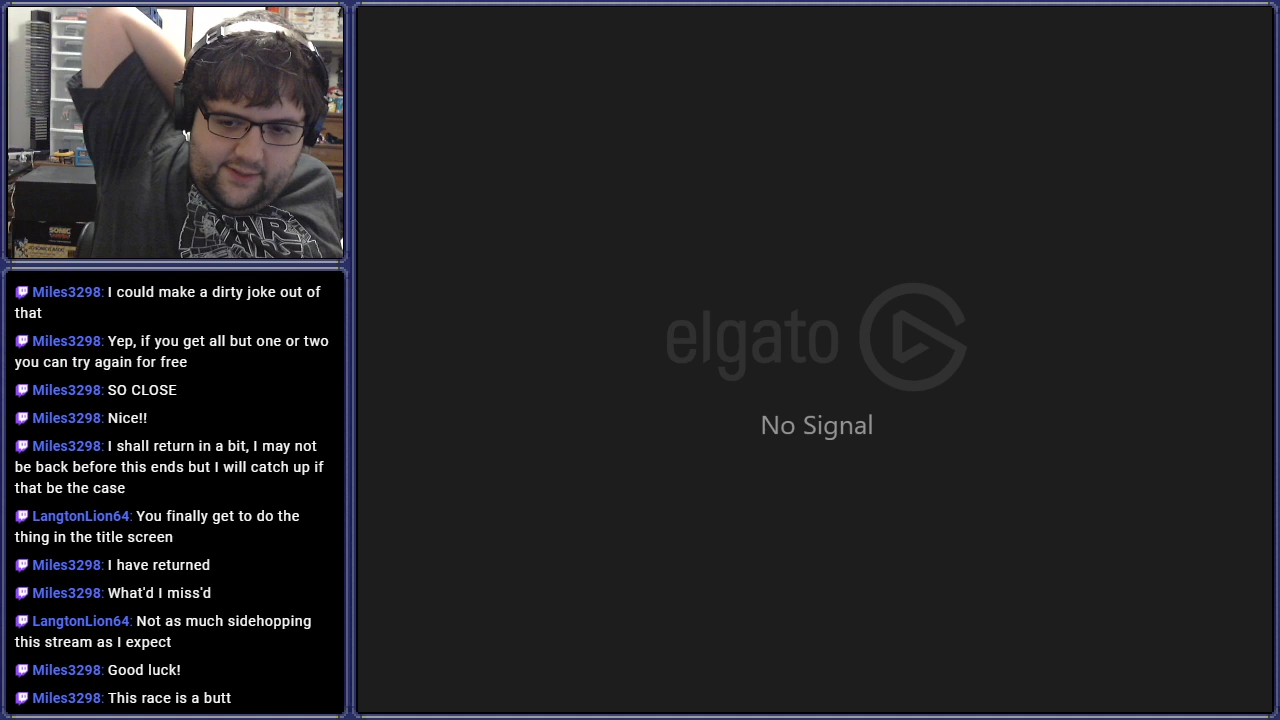 SONIC
Miles3298: I could make a dirty joke out of
that
Miles3298: Yep, if you get all but one or two
you can try again for free
Miles3298: SO CLOSE
Miles3298: Nice!!
Miles3298: I shall return in a bit, I may not
be back before this ends but I will catch up if
that be the case
LangtonLion64: You finally get to do the
thing in the title screen
Miles3298: I have returned
Miles3298: What'd I miss'd
LangtonLion64: Not as much sidehopping
this stream as I expect
Miles3298: Good luck!
Miles3298: This race is a butt
elgato
No Signal